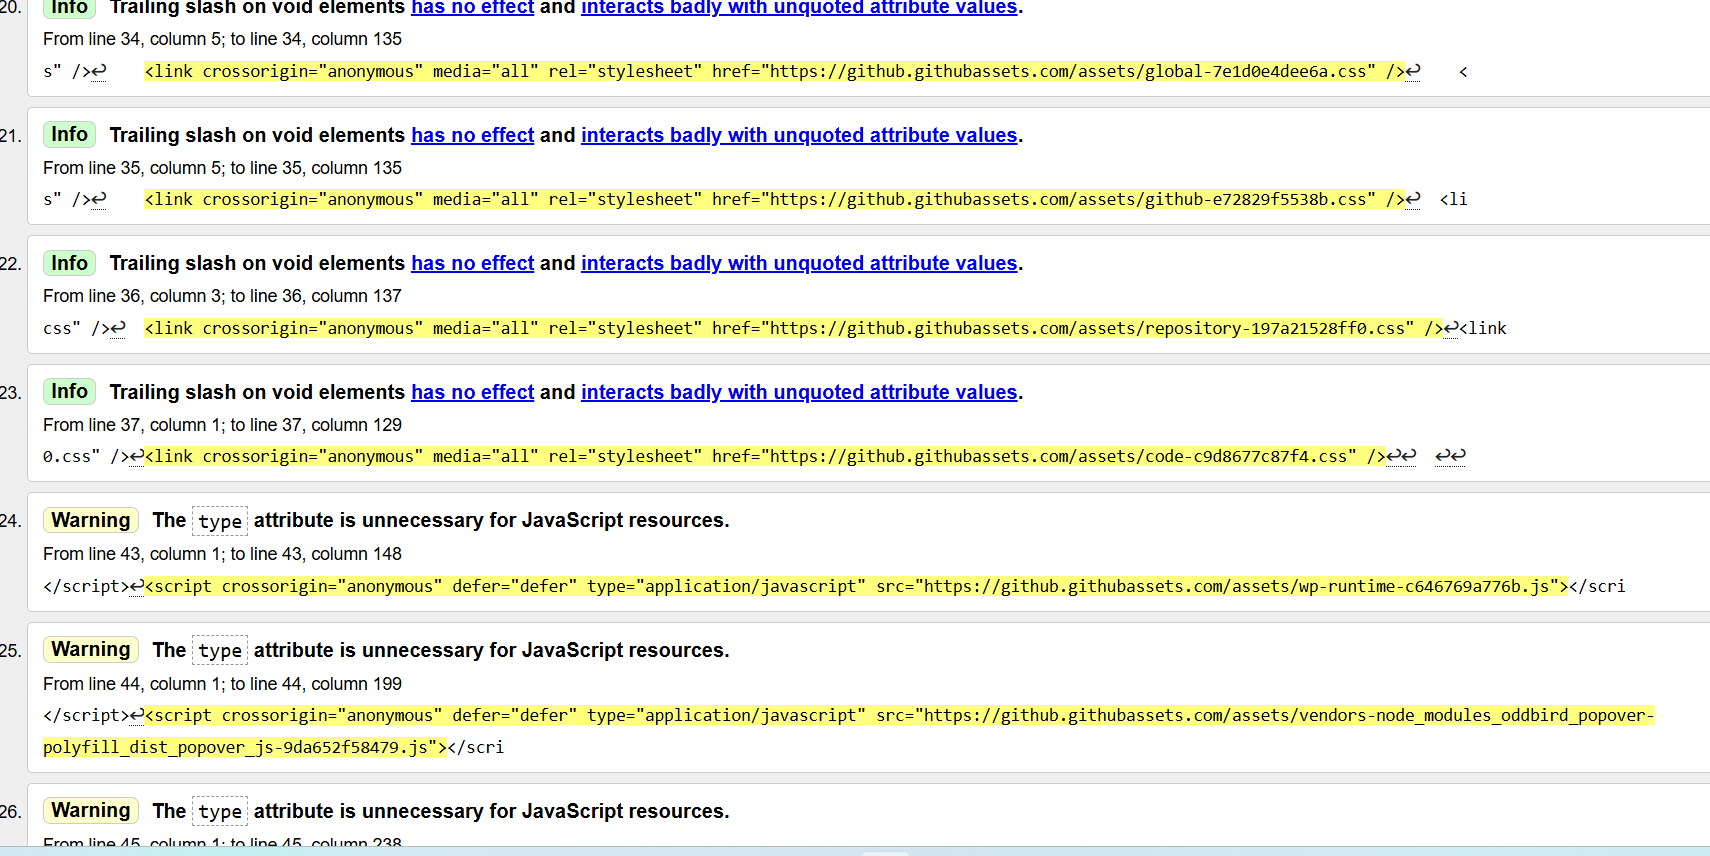 20. Info Trailing slash on void elements has no effect and interacts badly with unquoted attribute values.
From line 34, column 5; to line 34, column 135
s" />↩    <link crossorigin="anonymous" media="all" rel="stylesheet" href="https://github.githubassets.com/assets/global-7e1d0e4dee6a.css" />↩    <
21. Info Trailing slash on void elements has no effect and interacts badly with unquoted attribute values.
From line 35, column 5; to line 35, column 135
s" />↩    <link crossorigin="anonymous" media="all" rel="stylesheet" href="https://github.githubassets.com/assets/github-e72829f5538b.css" />↩  <li
22. Info Trailing slash on void elements has no effect and interacts badly with unquoted attribute values.
From line 36, column 3; to line 36, column 137
css" />↩  <link crossorigin="anonymous" media="all" rel="stylesheet" href="https://github.githubassets.com/assets/repository-197a21528ff0.css" />↩<link
23. Info Trailing slash on void elements has no effect and interacts badly with unquoted attribute values.
From line 37, column 1; to line 37, column 129
0.css" />↩<link crossorigin="anonymous" media="all" rel="stylesheet" href="https://github.githubassets.com/assets/code-c9d8677c87f4.css" />↩↩  ↩↩
24. Warning The type attribute is unnecessary for JavaScript resources.
From line 43, column 1; to line 43, column 148
</script>↩<script crossorigin="anonymous" defer="defer" type="application/javascript" src="https://github.githubassets.com/assets/wp-runtime-c646769a776b.js"></scri
25. Warning The type attribute is unnecessary for JavaScript resources.
From line 44, column 1; to line 44, column 199
</script>↩<script crossorigin="anonymous" defer="defer" type="application/javascript" src="https://github.githubassets.com/assets/vendors-node_modules_oddbird_popover-
polyfill_dist_popover_js-9da652f58479.js"></scri
26. Warning The type attribute is unnecessary for JavaScript resources.
From line 45, column 1; to line 45, column 238